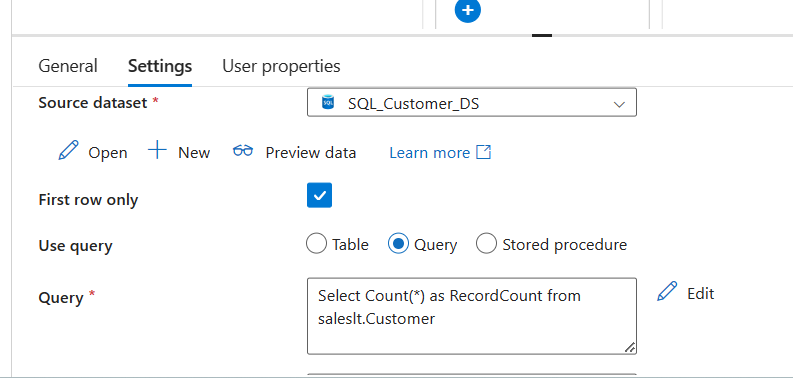 General Settings User properties
Source dataset * SQL SQL_Customer_DS
Open New Preview data Learn more
First row only
Use query Table Query Stored procedure
Query * Select Count(*) as RecordCount from
saleslt.Customer
Edit